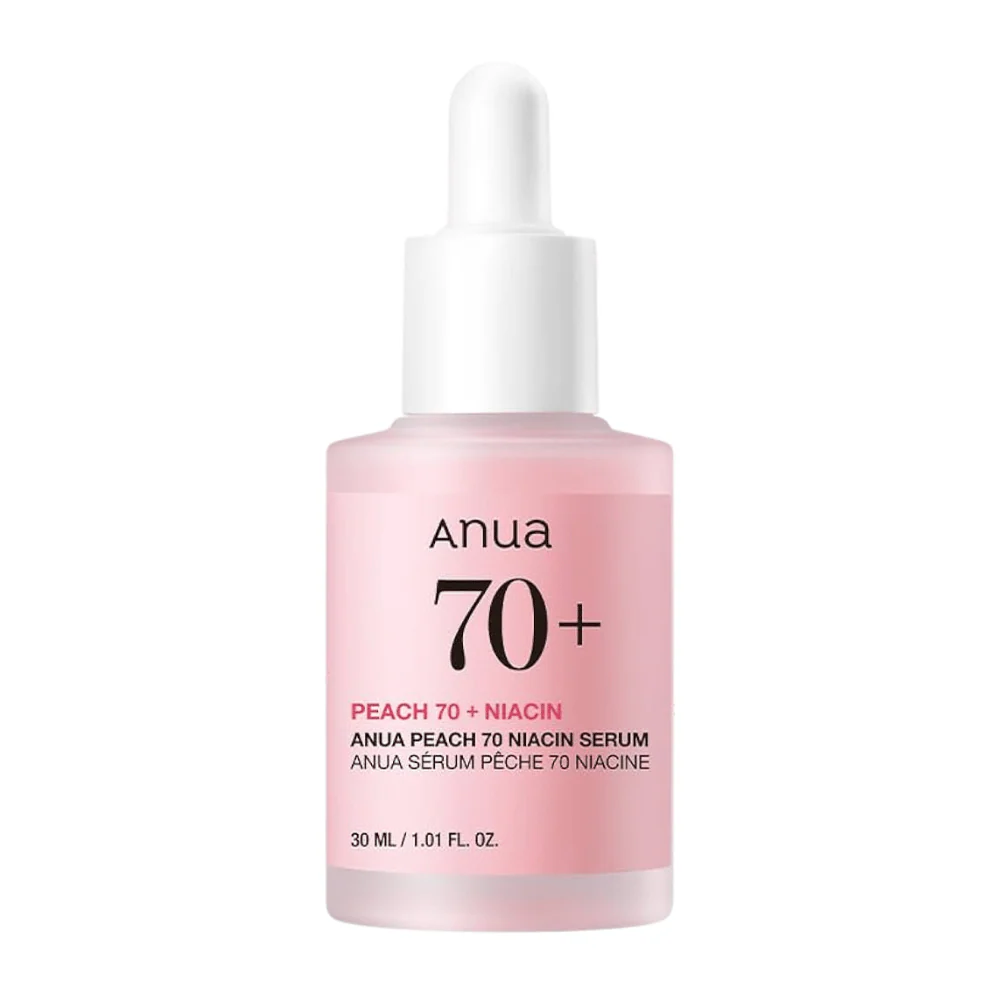 Anua
70+
PEACH 70 + NIACIN
ANUA PEACH 70 NIACIN SERUM
ANUA SÉRUM PÊCHE 70 NIACINE
30 ML / 1.01 FL. OZ.